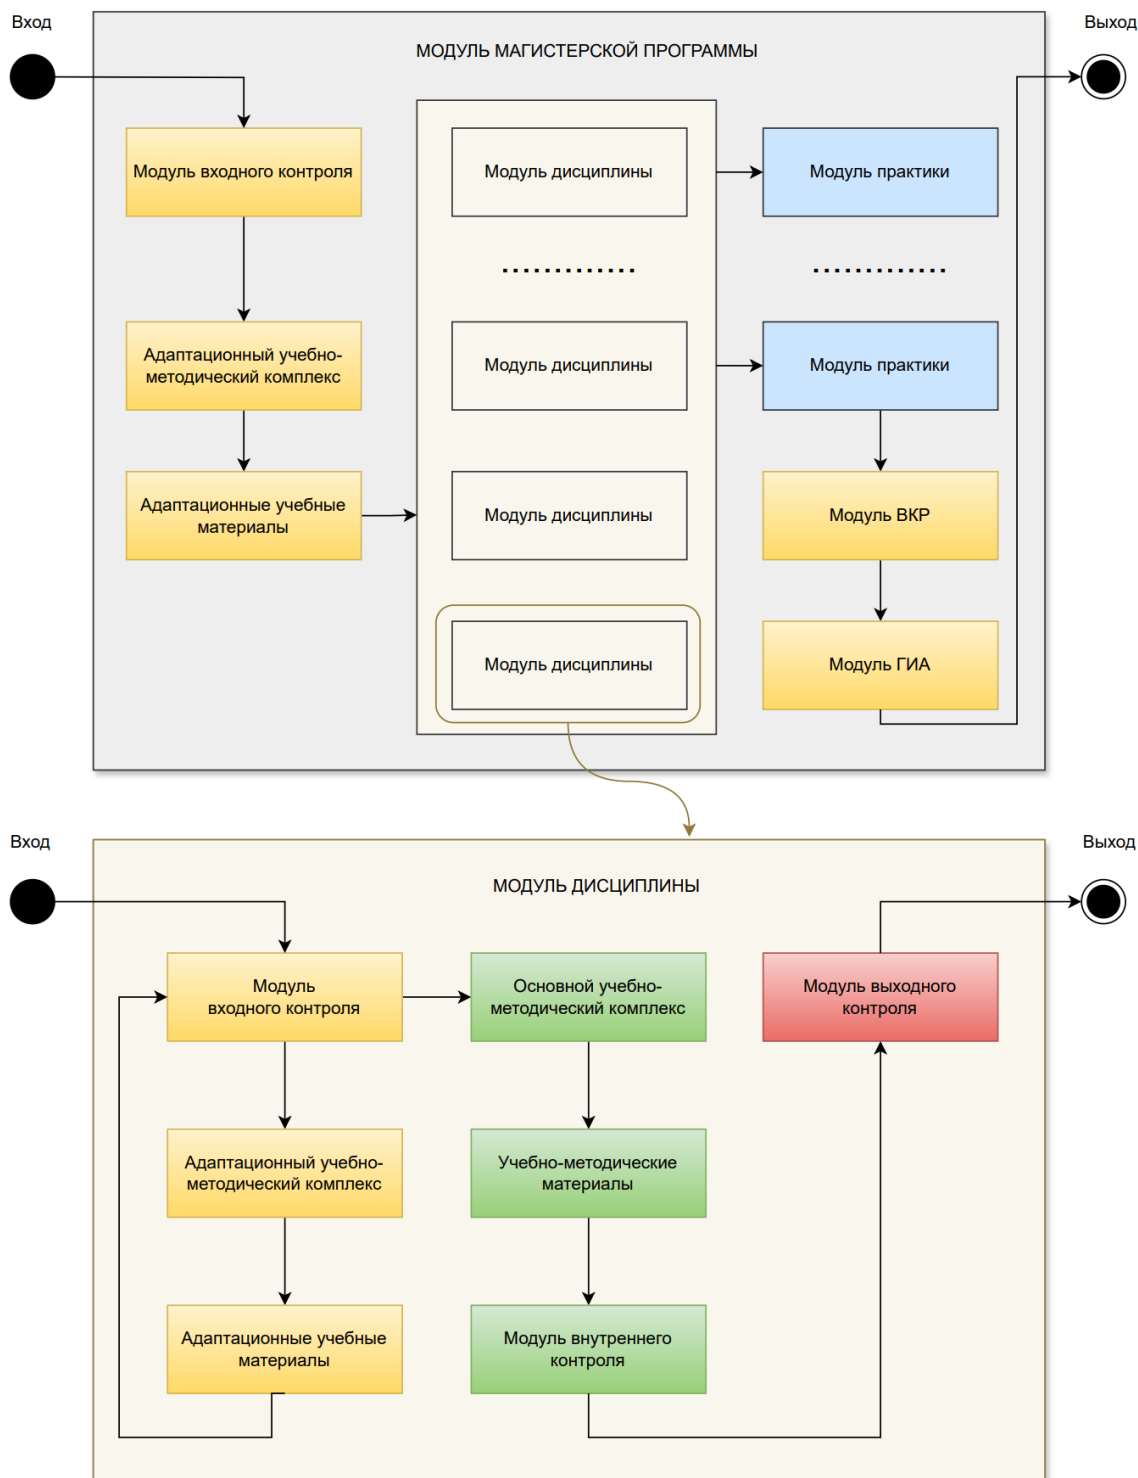 Вход
Выход
МОДУЛЬ МАГИСТЕРСКОЙ ПРОГРАММЫ
Модуль входного контроля
Модуль дисциплины
Модуль практики
.............
.............
Адаптационный учебно-
методический комплекс
Модуль дисциплины
Модуль практики
Адаптационные учебные
материалы
Модуль дисциплины
Модуль ВКР
Модуль дисциплины
Модуль ГИА
Вход
Выход
МОДУЛЬ ДИСЦИПЛИНЫ
Модуль
входного контроля
Основной учебно-
методический комплекс
Модуль выходного
контроля
Адаптационный учебно-
методический комплекс
Учебно-методические
материалы
Адаптационные учебные
материалы
Модуль внутреннего
контроля